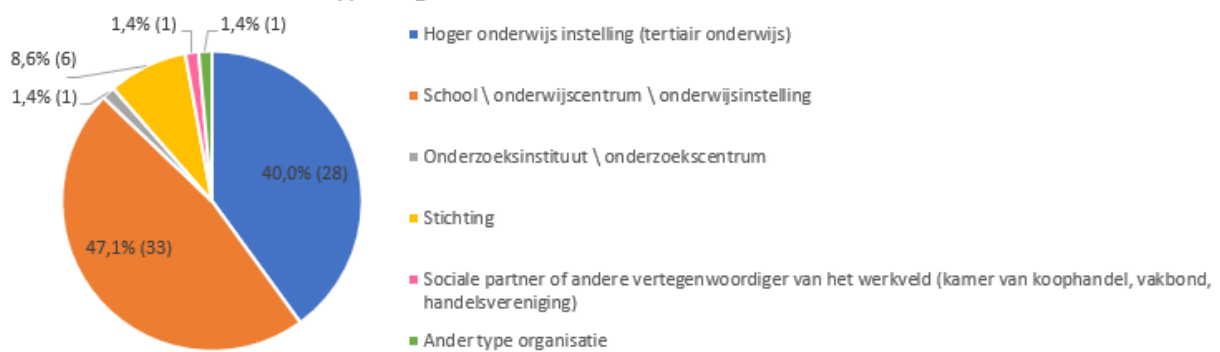 1,4% (1)
1,4% (1)
8,6% (6)
1,4% (1)
40,0% (28)
47,1% (33)
Hoger onderwijs instelling (tertiair onderwijs)
School \ onderwijscentrum \ onderwijsinstelling
Onderzoeksinstituut \ onderzoekscentrum
Stichting
Sociale partner of andere vertegenwoordiger van het werkveld (kamer van koophandel, vakbond,
handelsvereniging)
Ander type organisatie